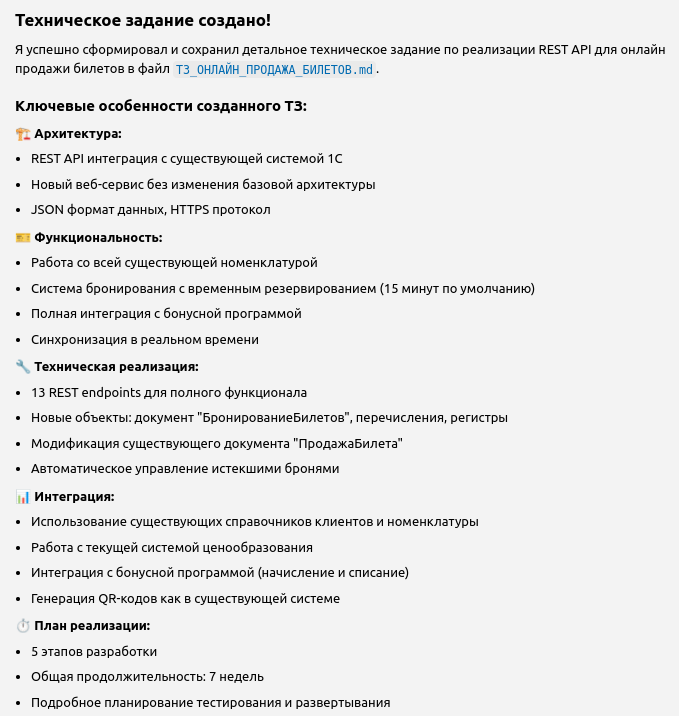 Техническое задание создано!
Я успешно сформировал и сохранил детальное техническое задание по реализации REST API для онлайн
продажи билетов в файл ТЗ_ОНЛАЙН_ПРОДАЖА_БИЛЕТОВ.md.
Ключевые особенности созданного ТЗ:
🏗️ Архитектура:
• REST API интеграция с существующей системой 1С
• Новый веб-сервис без изменения базовой архитектуры
• JSON формат данных, HTTPS протокол
🎫 Функциональность:
• Работа со всей существующей номенклатурой
• Система бронирования с временным резервированием (15 минут по умолчанию)
• Полная интеграция с бонусной программой
• Синхронизация в реальном времени
🔧 Техническая реализация:
• 13 REST endpoints для полного функционала
• Новые объекты: документ "БронированиеБилетов", перечисления, регистры
• Модификация существующего документа "ПродажаБилета"
• Автоматическое управление истекшими бронями
📊 Интеграция:
• Использование существующих справочников клиентов и номенклатуры
• Работа с текущей системой ценообразования
• Интеграция с бонусной программой (начисление и списание)
• Генерация QR-кодов как в существующей системе
⏱️ План реализации:
• 5 этапов разработки
• Общая продолжительность: 7 недель
• Подробное планирование тестирования и развертывания